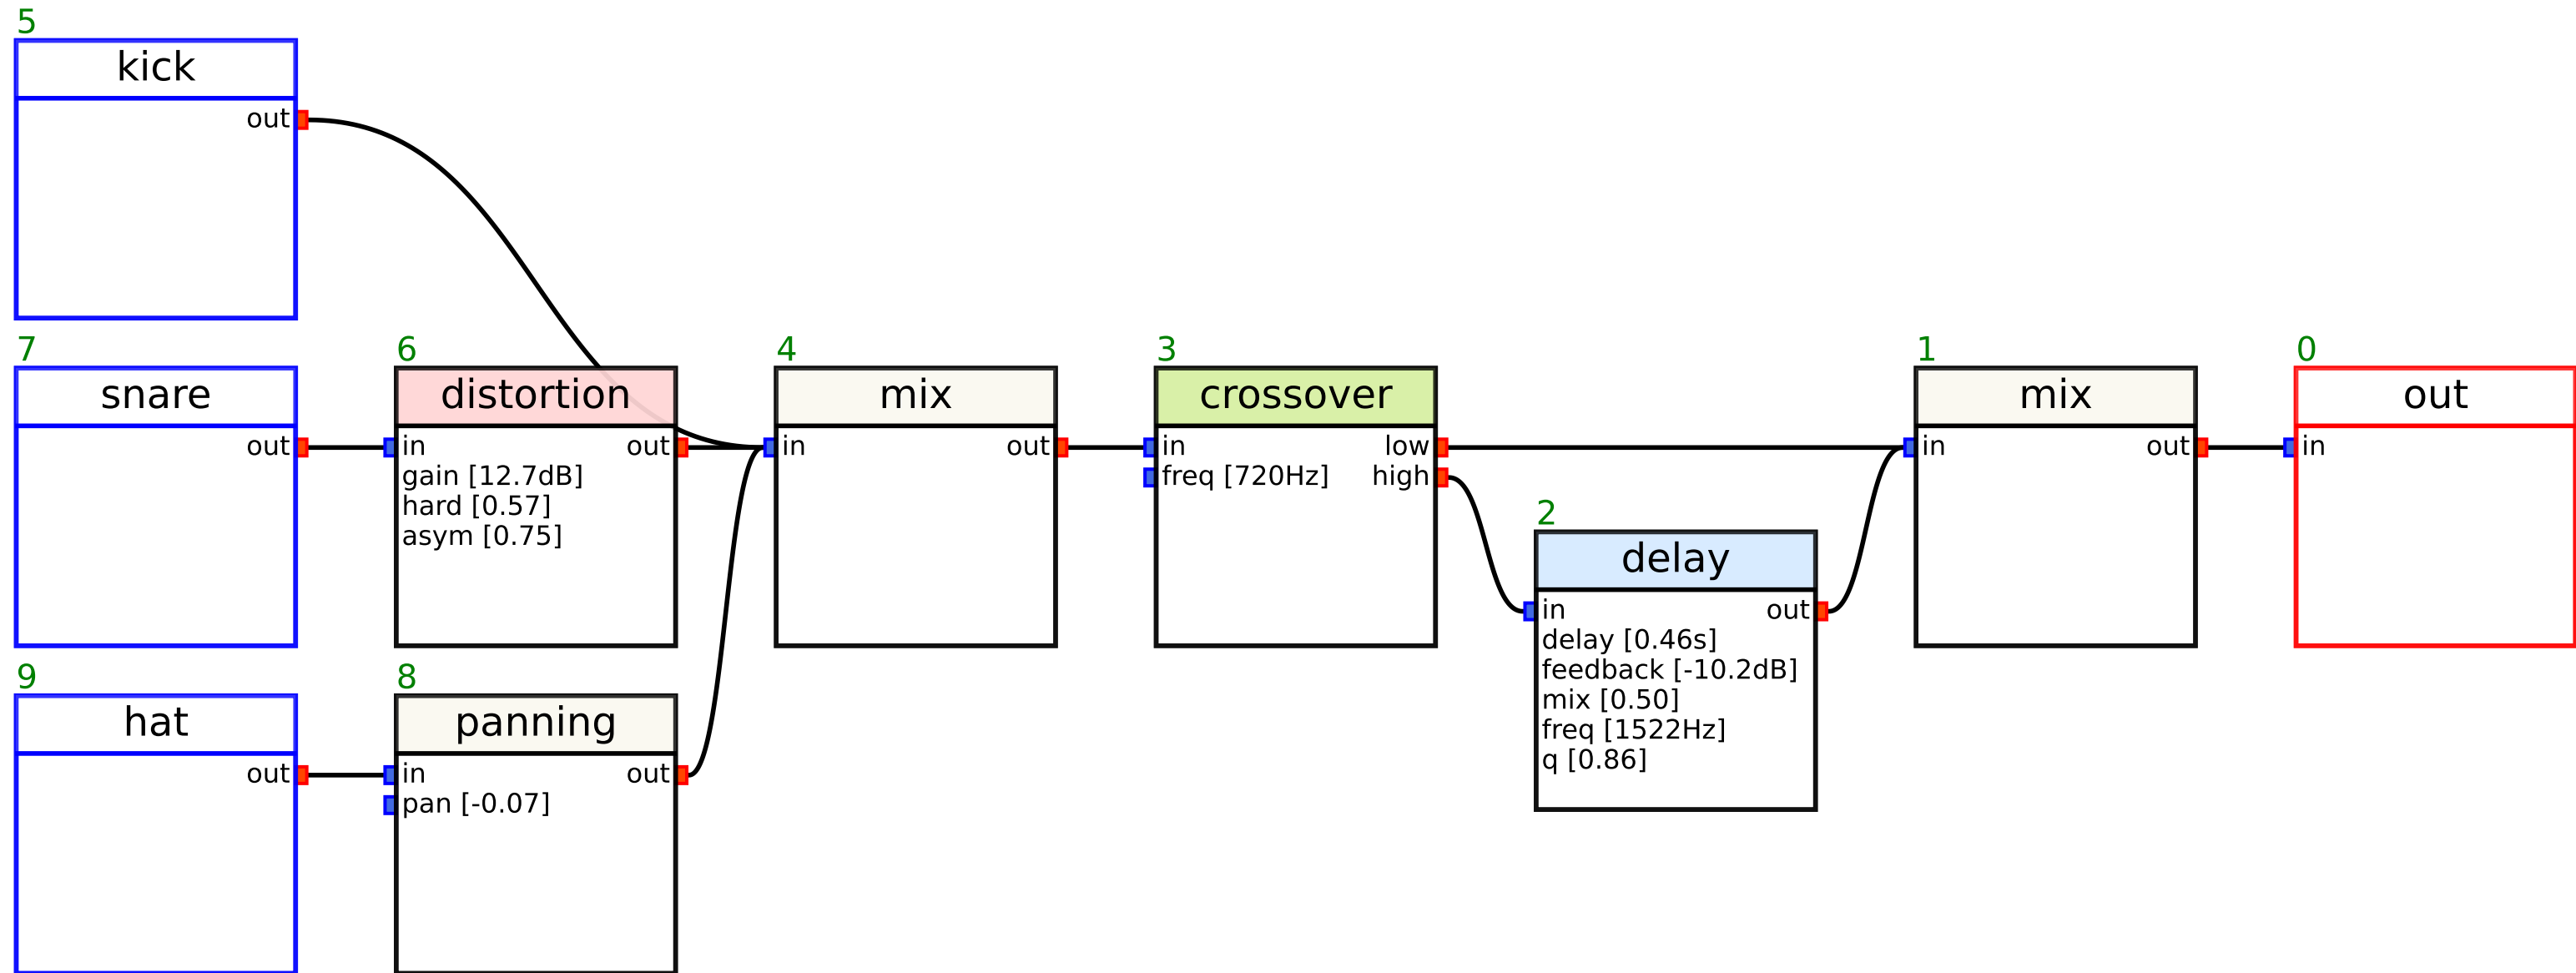 5
kick
out
7
snare
out
6
distortion
in out
gain [12.7dB]
hard [0.57]
asym [0.75]
4
mix
in out
3
crossover
in low
freq [720Hz] high
2
delay
in out
delay [0.46s]
feedback [-10.2dB]
mix [0.50]
freq [1522Hz]
q [0.86]
1
mix
in out
0
out
in
9
hat
out
8
panning
in out
pan [-0.07]